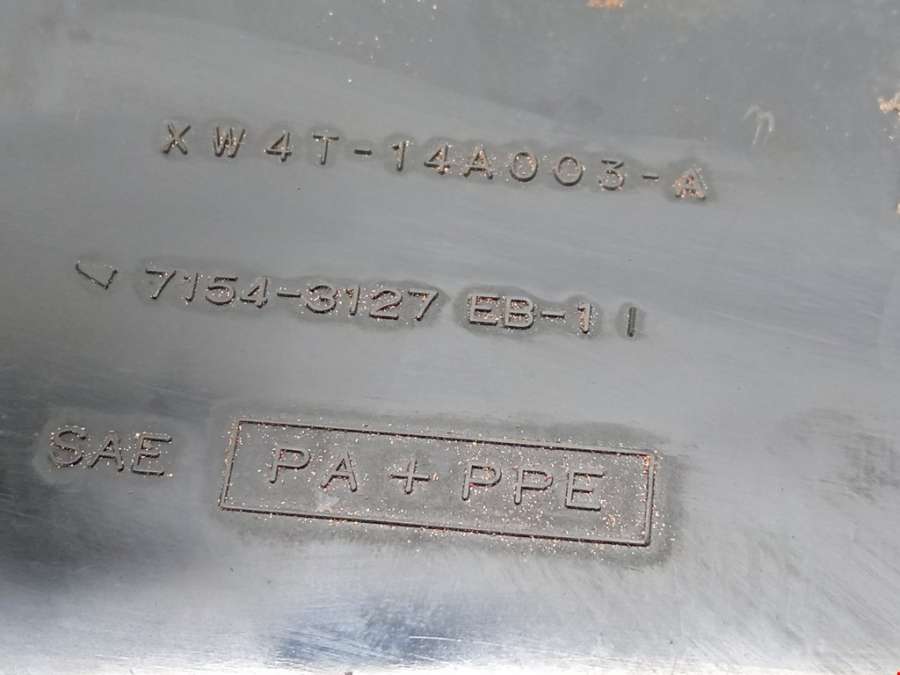 XW4T-14A003-A
7154-3127 EB-1 I
SAE PA + PPE